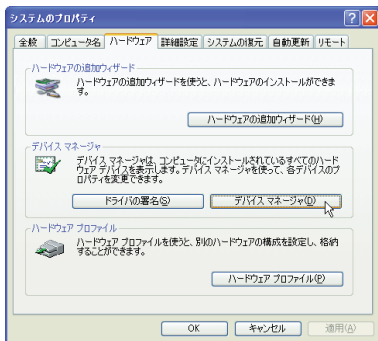 システムのプロパティ
全般 コンピュータ名 ハードウェア 詳細設定 システムの復元 自動更新 リモート
ハードウェアの追加ウィザード
ハードウェアの追加ウィザードを使うと、ハードウェアのインストールができま
す。
ハードウェアの追加ウィザード(H)
デバイス マネージャ
デバイス マネージャは、コンピュータにインストールされているすべてのハード
ウェア デバイスを表示します。デバイス マネージャを使って、各デバイスのプ
ロパティを変更できます。
ドライバの署名(S) デバイス マネージャ(D)
ハードウェア プロファイル
ハードウェア プロファイルを使うと、別のハードウェアの構成を設定し、格納
することができます。
ハードウェア プロファイル(P)
OK キャンセル 適用(A)